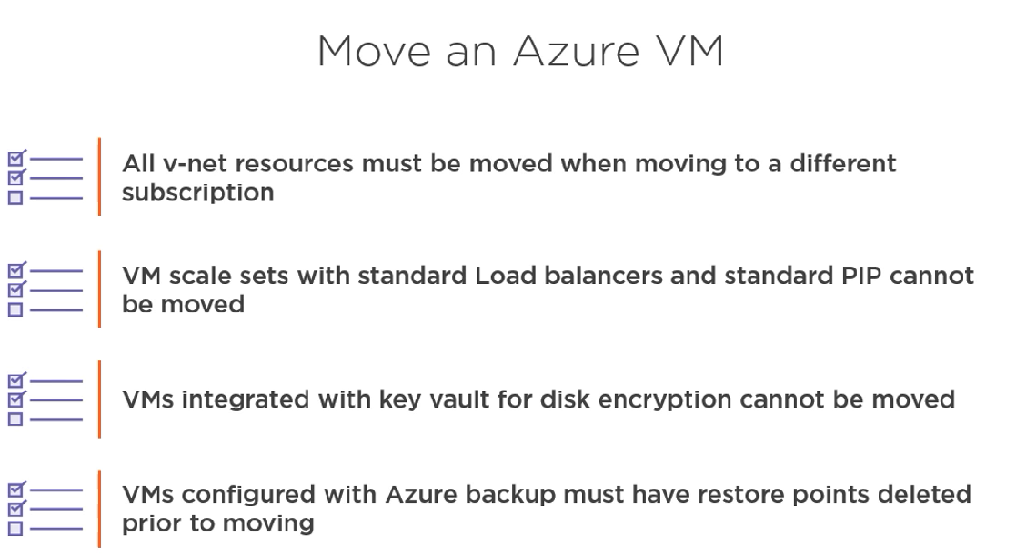 Move an Azure VM
All v-net resources must be moved when moving to a different
subscription
VM scale sets with standard Load balancers and standard PIP cannot
be moved
VMs integrated with key vault for disk encryption cannot be moved
VMs configured with Azure backup must have restore points deleted
prior to moving